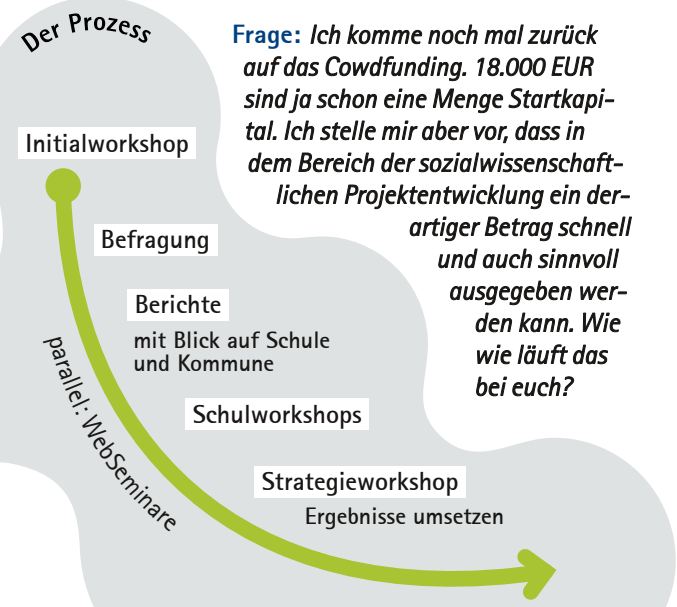 Der Prozess
Initialworkshop
Befragung
Berichte
mit Blick auf Schule
und Kommune
Schulworkshops
Strategieworkshop
Ergebnisse umsetzen
parallel: WebSeminare
Frage: Ich komme noch mal zurück
auf das Cowdfunding. 18.000 EUR
sind ja schon eine Menge Startkapi-
tal. Ich stelle mir aber vor, dass in
dem Bereich der sozialwissenschaft-
lichen Projektentwicklung ein der-
artiger Betrag schnell
und auch sinnvoll
ausgegeben wer-
den kann. Wie
wie läuft das
bei euch?